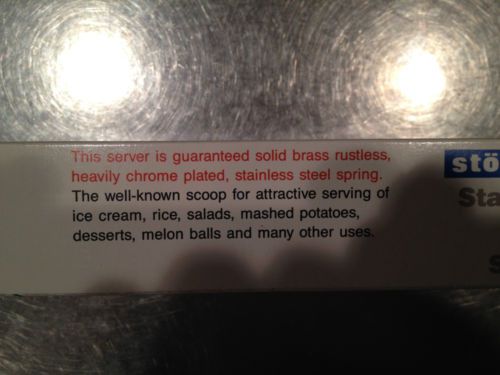 This server is guaranteed solid brass rustless,
heavily chrome plated, stainless steel spring.
The well-known scoop for attractive serving of
ice cream, rice, salads, mashed potatoes,
desserts, melon balls and many other uses.
stö
Sta
S